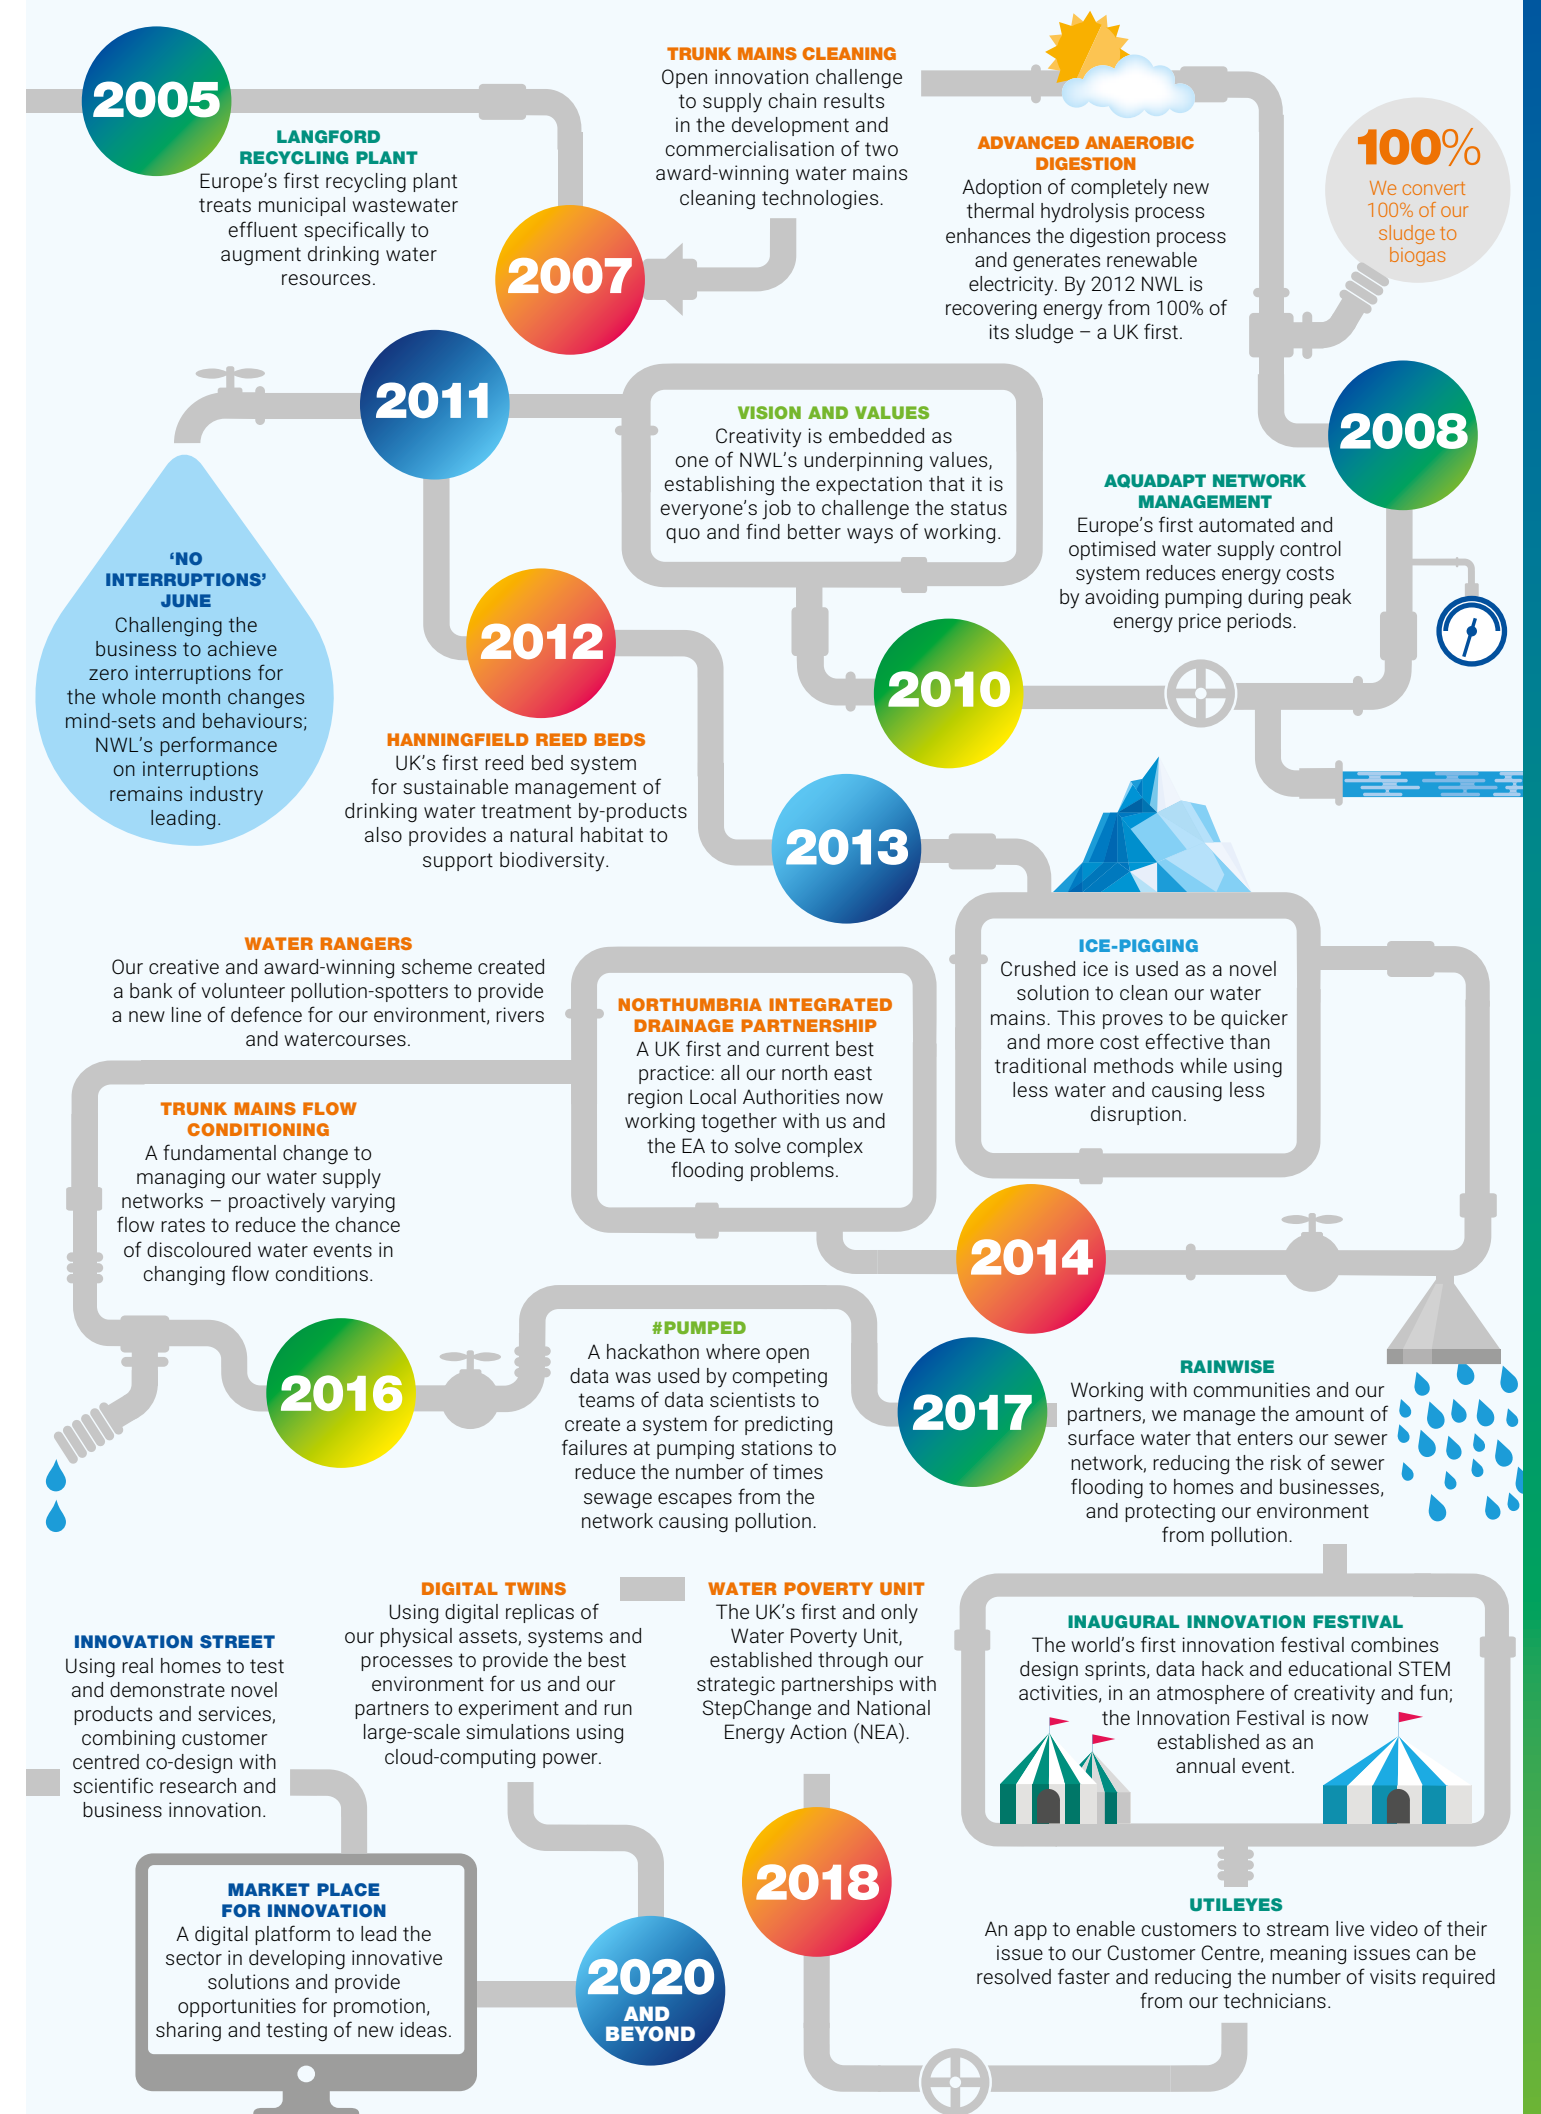 2005
LANGFORD
RECYCLING PLANT
Europe's first recycling plant
treats municipal wastewater
effluent specifically to
augment drinking water
resources.
2007
TRUNK MAINS CLEANING
Open innovation challenge
to supply chain results
in the development and
commercialisation of two
award-winning water mains
cleaning technologies.
ADVANCED ANAEROBIC
DIGESTION
Adoption of completely new
thermal hydrolysis process
enhances the digestion process
and generates renewable
electricity. By 2012 NWL is
recovering energy from 100% of
its sludge – a UK first.
100%
We convert
100% of our
sludge to
biogas
2008
AQUADAPT NETWORK
MANAGEMENT
Europe's first automated and
optimised water supply control
system reduces energy costs
by avoiding pumping during peak
energy price periods.
2010
VISION AND VALUES
Creativity is embedded as
one of NWL's underpinning values,
establishing the expectation that it is
everyone's job to challenge the status
quo and find better ways of working.
2011
‘NO
INTERRUPTIONS’
JUNE
Challenging the
business to achieve
zero interruptions for
the whole month changes
mind-sets and behaviours;
NWL's performance
on interruptions
remains industry
leading.
2012
HANNINGFIELD REED BEDS
UK's first reed bed system
for sustainable management of
drinking water treatment by-products
also provides a natural habitat to
support biodiversity.
2013
ICE-PIGGING
Crushed ice is used as a novel
solution to clean our water
mains. This proves to be quicker
and more cost effective than
traditional methods while using
less water and causing less
disruption.
2014
NORTHUMBRIA INTEGRATED
DRAINAGE PARTNERSHIP
A UK first and current best
practice: all our north east
region Local Authorities now
working together with us and
the EA to solve complex
flooding problems.
WATER RANGERS
Our creative and award-winning scheme created
a bank of volunteer pollution-spotters to provide
a new line of defence for our environment, rivers
and watercourses.
TRUNK MAINS FLOW
CONDITIONING
A fundamental change to
managing our water supply
networks – proactively varying
flow rates to reduce the chance
of discoloured water events in
changing flow conditions.
2016
#PUMPED
A hackathon where open
data was used by competing
teams of data scientists to
create a system for predicting
failures at pumping stations to
reduce the number of times
sewage escapes from the
network causing pollution.
2017
RAINWISE
Working with communities and our
partners, we manage the amount of
surface water that enters our sewer
network, reducing the risk of sewer
flooding to homes and businesses,
and protecting our environment
from pollution.
INAUGURAL INNOVATION FESTIVAL
The world's first innovation festival combines
design sprints, data hack and educational STEM
activities, in an atmosphere of creativity and fun;
the Innovation Festival is now
established as an
annual event.
UTILEYES
An app to enable customers to stream live video of their
issue to our Customer Centre, meaning issues can be
resolved faster and reducing the number of visits required
from our technicians.
2018
WATER POVERTY UNIT
The UK's first and only
Water Poverty Unit,
established through our
strategic partnerships with
StepChange and National
Energy Action (NEA).
DIGITAL TWINS
Using digital replicas of
our physical assets, systems and
processes to provide the best
environment for us and our
partners to experiment and run
large-scale simulations using
cloud-computing power.
2020
AND
BEYOND
INNOVATION STREET
Using real homes to test
and demonstrate novel
products and services,
combining customer
centred co-design with
scientific research and
business innovation.
MARKET PLACE
FOR INNOVATION
A digital platform to lead the
sector in developing innovative
solutions and provide
opportunities for promotion,
sharing and testing of new ideas.